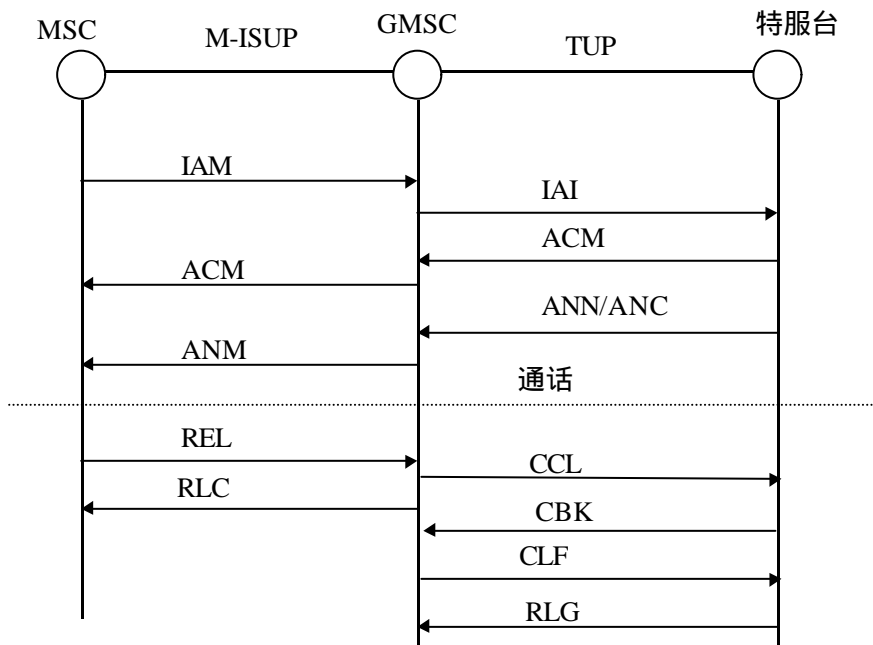 MSC
M-ISUP
GMSC
TUP
特服台
IAM
IAI
ACM
ACM
ANN/ANC
ANM
通话
REL
CCL
RLC
CBK
CLF
RLG